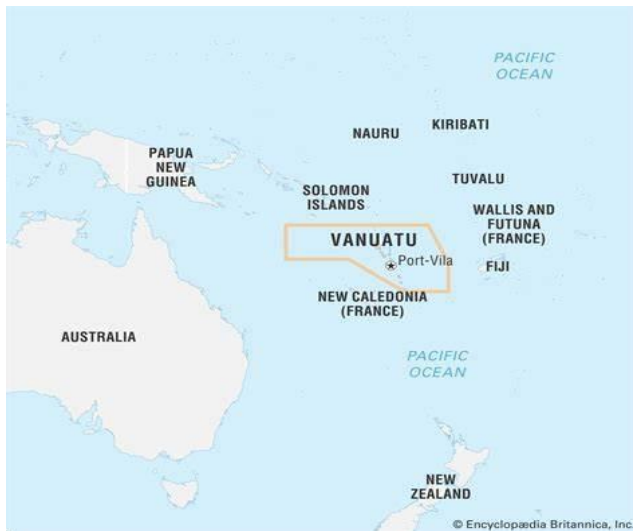 PACIFIC
OCEAN
NAURU
KIRIBATI
PAPUA
NEW
GUINEA
SOLOMON
ISLANDS
TUVALU
WALLIS AND
FUTUNA
(FRANCE)
VANUATU
Port-Vila
FIJI
NEW CALEDONIA
(FRANCE)
AUSTRALIA
PACIFIC
OCEAN
NEW
ZEALAND
© Encyclopædia Britannica, Inc